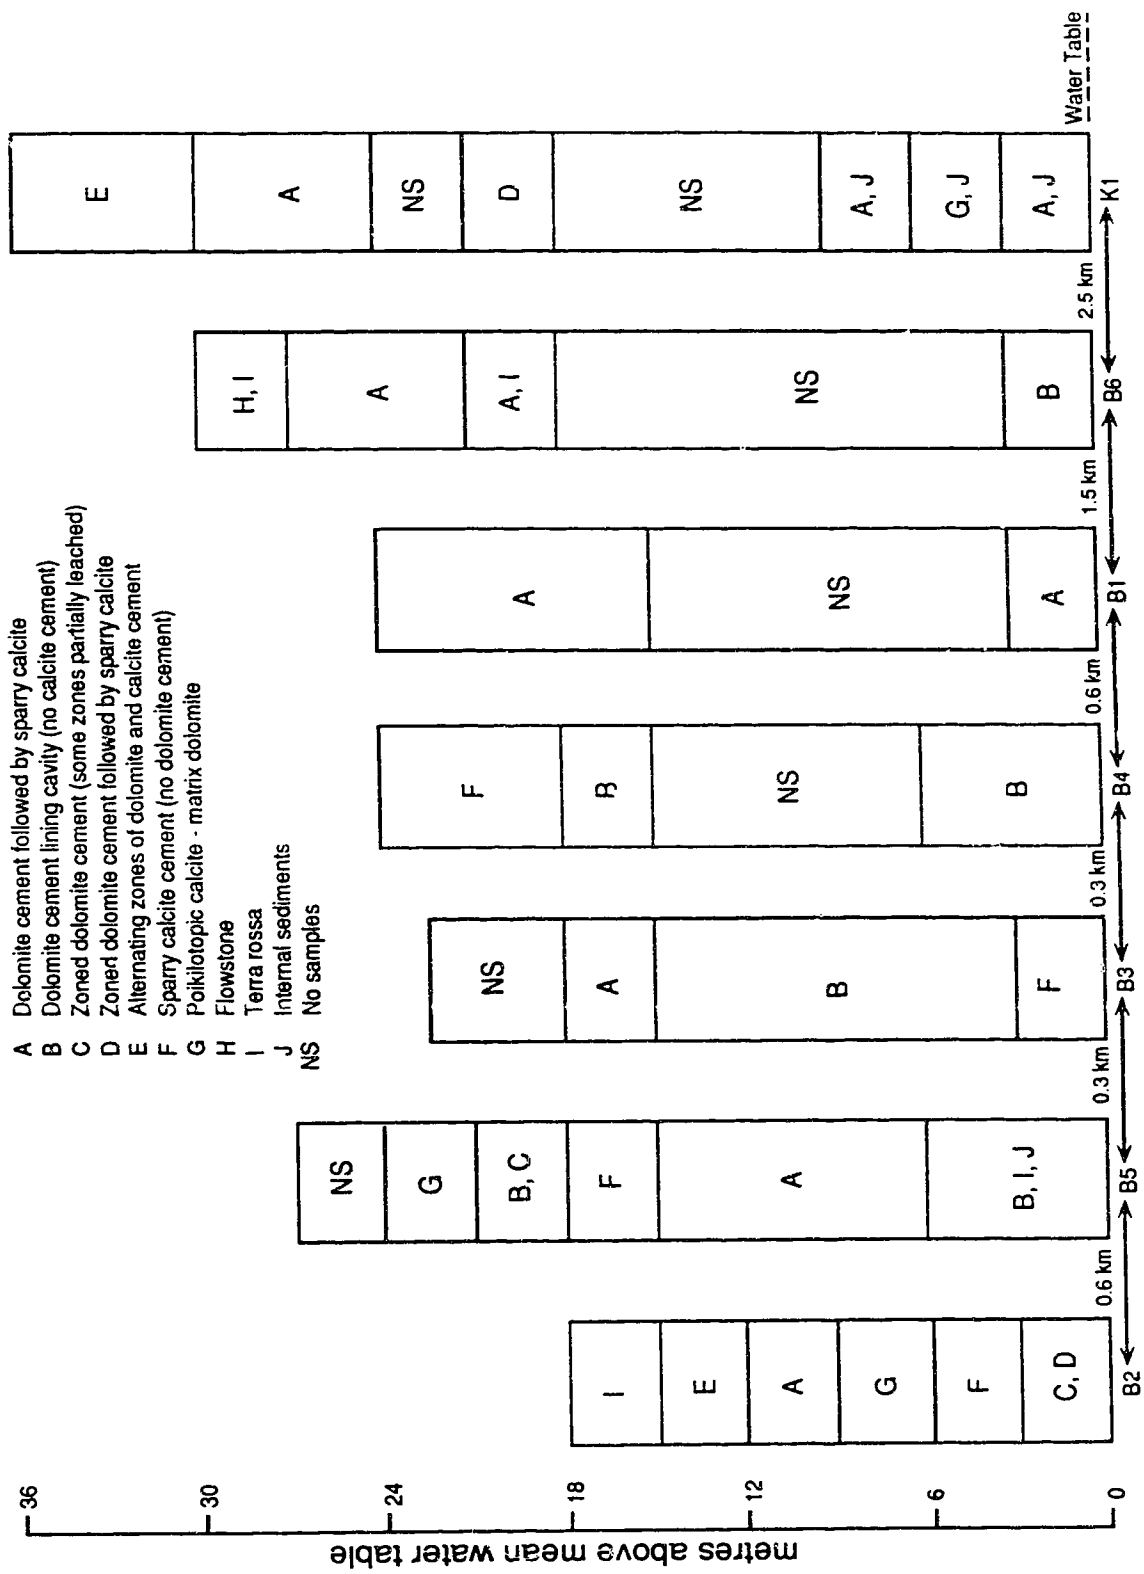 A Dolomite cement followed by sparry calcite
B Dolomite cement lining cavity (no calcite cement)
C Zoned dolomite cement (some zones partially leached)
D Zoned dolomite cement followed by sparry calcite
E Alternating zones of dolomite and calcite cement
F Sparry calcite cement (no dolomite cement)
G Poikilotopic calcite - matrix dolomite
H Flowstone
I Terra rossa
J Internal sediments
NS No samples
metres above mean water table
36
30
24
18
12
6
0
I
E
A
G
F
C, D
B2
0.6 km
NS
G
B, C
F
A
B, I, J
B5
0.3 km
NS
A
B
F
B3
0.3 km
F
B
NS
B
B4
0.6 km
A
NS
A
B1
1.5 km
H, I
A
A, I
NS
B
B6
2.5 km
E
A
NS
D
NS
A, J
G, J
A, J
K1
Water Table